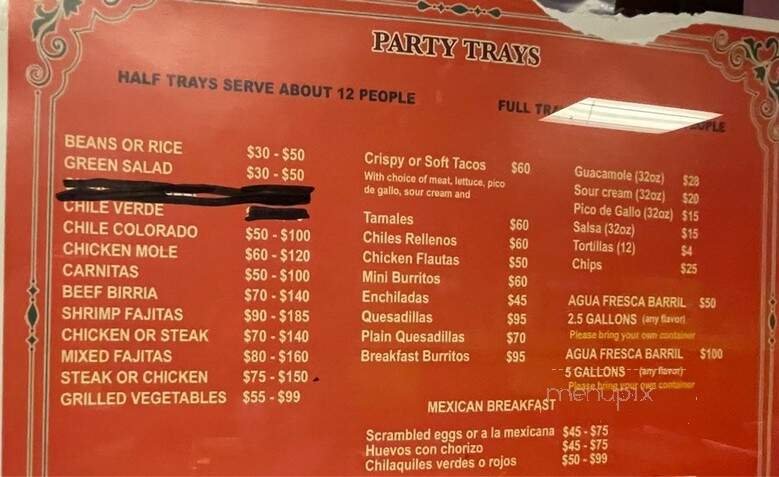 PARTY TRAYS
HALF TRAYS SERVE ABOUT 12 PEOPLE
FULL
BEANS OR RICE $30 - $50
GREEN SALAD $30 - $50
CHILE VERDE
CHILE COLORADO $50 - $100
CHICKEN MOLE $60 - $120
CARNITAS $50 - $100
BEEF BIRRIA $70 - $140
SHRIMP FAJITAS $90 - $185
CHICKEN OR STEAK $70 - $140
MIXED FAJITAS $80 - $160
STEAK OR CHICKEN $75 - $150
GRILLED VEGETABLES $55 - $99
Crispy or Soft Tacos $60
With choice of meat, lettuce, pico
de gallo, sour cream and
Tamales $60
Chiles Rellenos $60
Chicken Flautas $50
Mini Burritos $60
Enchiladas $45
Quesadillas $95
Plain Quesadillas $70
Breakfast Burritos $95
Guacamole (32oz) $28
Sour cream (32oz) $20
Pico de Gallo (32oz) $15
Salsa (32oz) $15
Tortillas (12) $4
Chips $25
AGUA FRESCA BARRIL $50
2.5 GALLONS (any flavor)
Please bring your own container
AGUA FRESCA BARRIL $100
5 GALLONS (any flavor)
Please bring your own container
menupix
MEXICAN BREAKFAST
Scrambled eggs or a la mexicana $45 - $75
Huevos con chorizo $45 - $75
Chilaquiles verdes o rojos $50 - $99